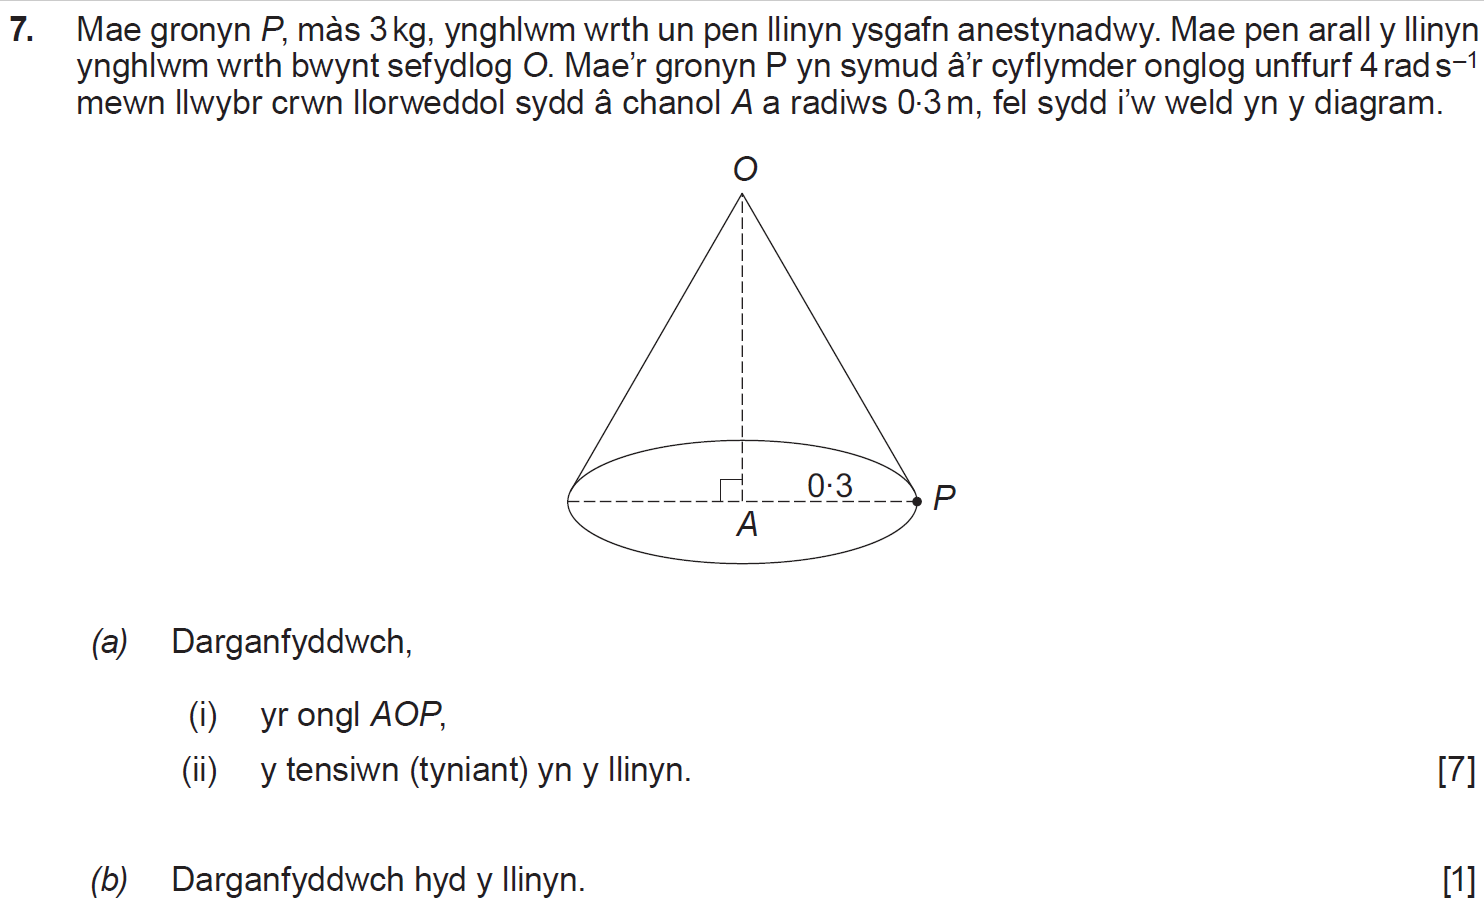 7. Mae gronyn P, màs 3 kg, ynghlwm wrth un pen llinyn ysgafn anestynadwy. Mae pen arall y llinyn
ynghlwm wrth bwynt sefydlog O. Mae’r gronyn P yn symud â’r cyflymder onglog unffurf 4 rad s⁻¹
mewn llwybr crwn llorweddol sydd â chanol A a radiws 0·3 m, fel sydd i’w weld yn y diagram.
O
0·3
P
A
(a) Darganfyddwch,
(i) yr ongl AOP,
(ii) y tensiwn (tyniant) yn y llinyn. [7]
(b) Darganfyddwch hyd y llinyn. [1]